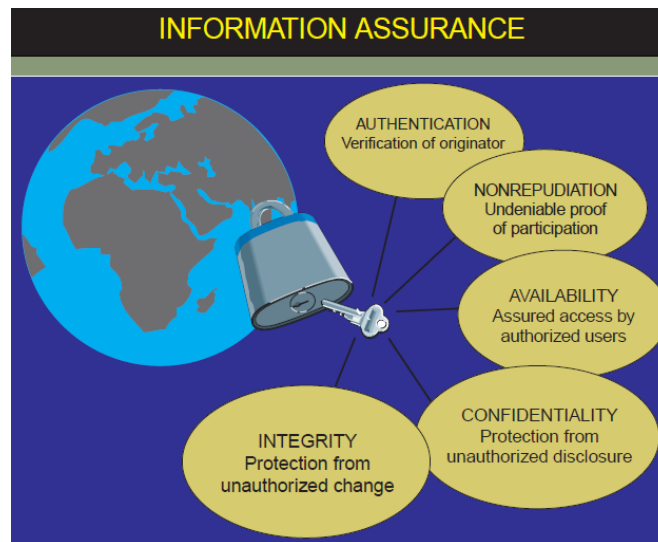 INFORMATION ASSURANCE
AUTHENTICATION
Verification of originator
NONREPUDIATION
Undeniable proof
of participation
AVAILABILITY
Assured access by
authorized users
CONFIDENTIALITY
Protection from
unauthorized disclosure
INTEGRITY
Protection from
unauthorized change